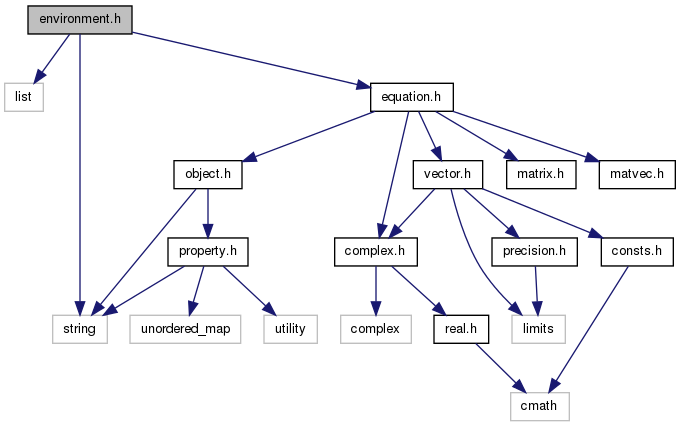 environment.h
list
equation.h
object.h
vector.h
matrix.h
matvec.h
property.h
complex.h
precision.h
consts.h
string
unordered_map
utility
complex
real.h
limits
cmath